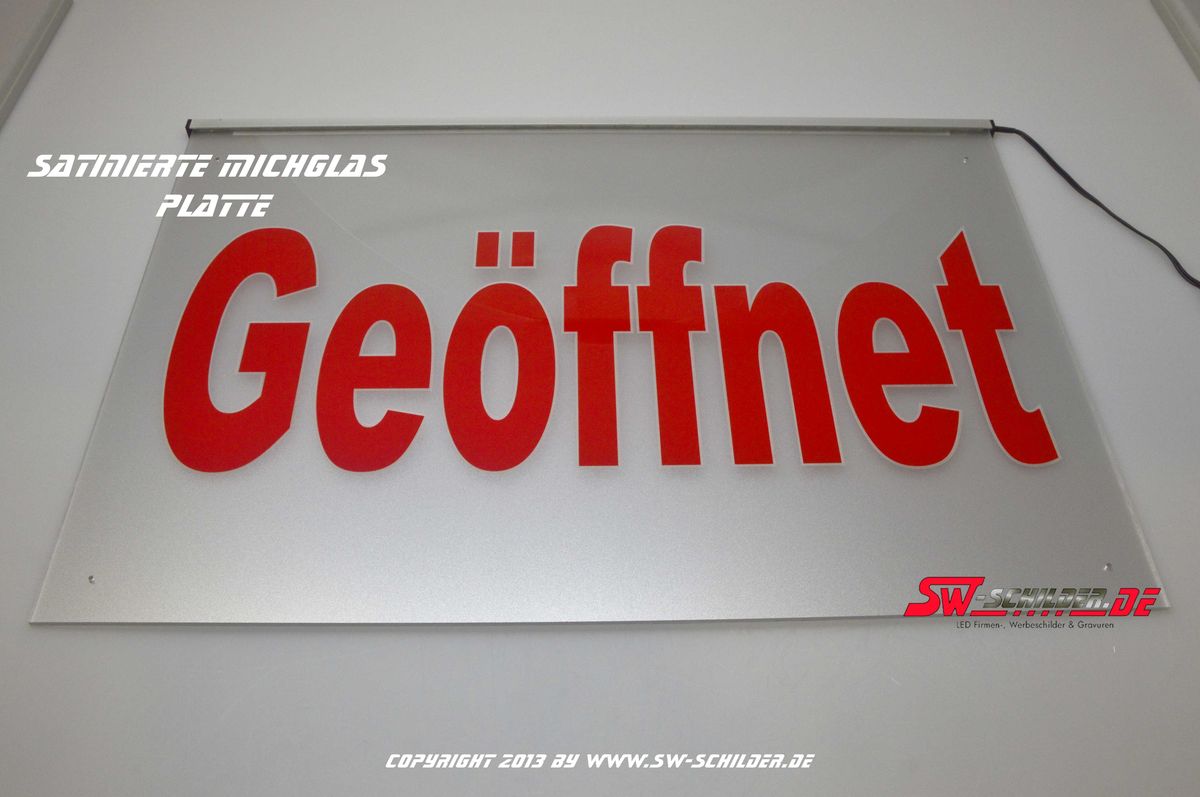 SATINIERTE MICHGLAS
PLATTE
Geöffnet
SW-SCHILDER.DE
LED Firmen-, Werbeschilder & Gravuren
COPYRIGHT 2013 BY WWW.SW-SCHILDER.DE